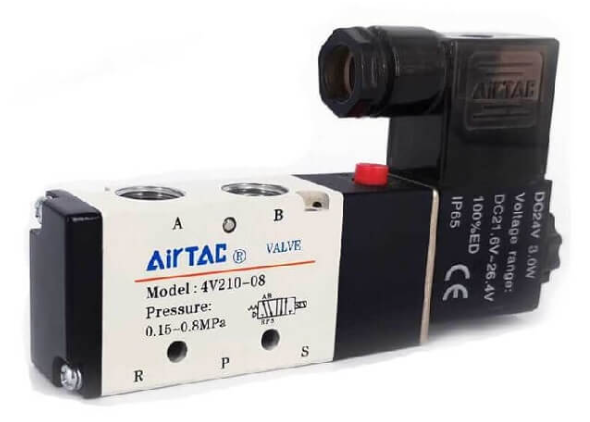 AIRTAC
A B
AIRTAC ® VALVE
Model : 4V210-08
Pressure:
0.15-0.8MPa
R P S
DC24V 3.0W
Voltage range:
DC21.6V-26.4V
100%ED
IP65
CE